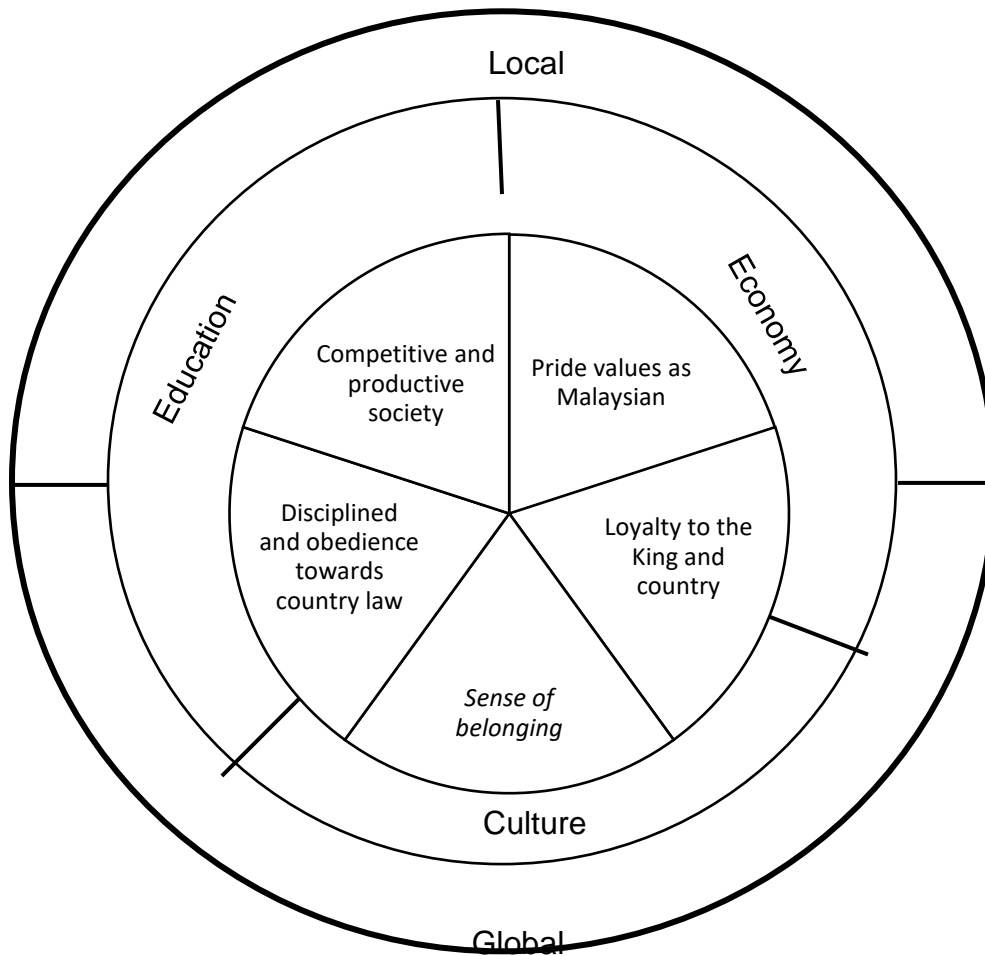 Local
Education
Economy
Competitive and
productive
society
Pride values as
Malaysian
Disciplined
and obedience
towards
country law
Loyalty to the
King and
country
Sense of
belonging
Culture
Global